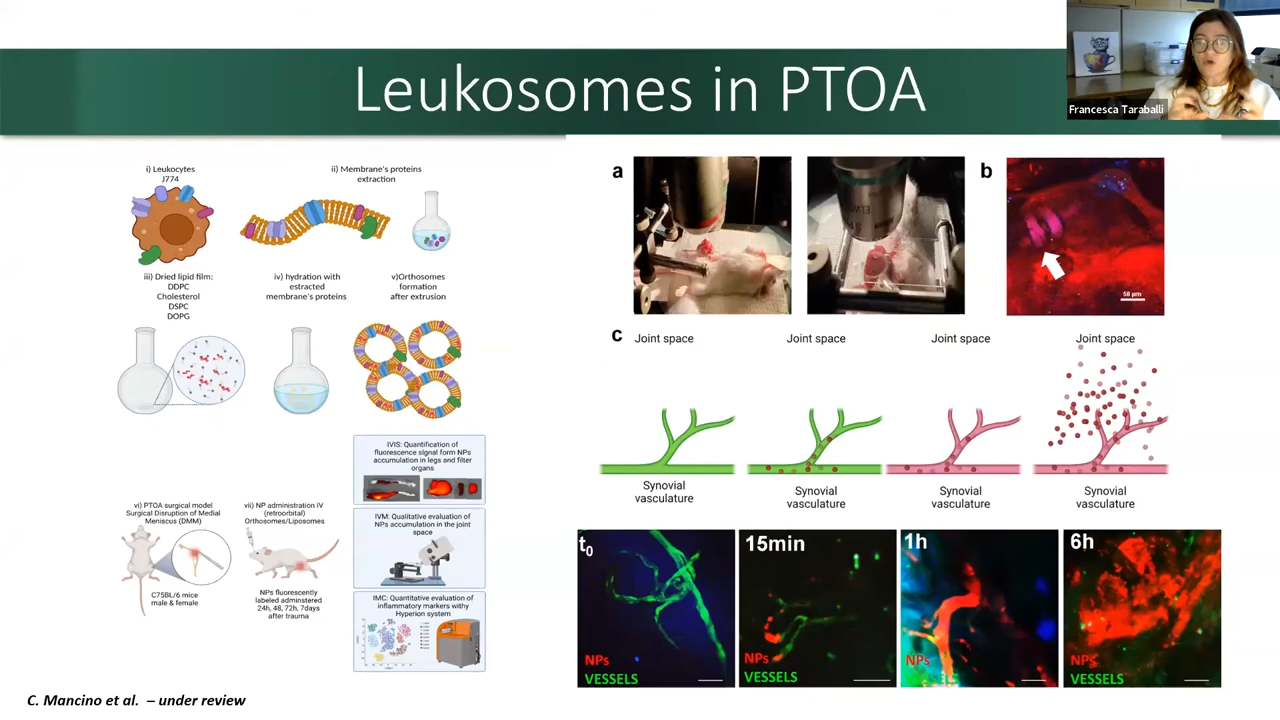 Leukosomes in PTOA
Francesca Taraballi
i) Leukocytes
J774
ii) Membrane's proteins
extraction
iii) Dried lipid film:
DDPC
Cholesterol
DSPC
DOPG
iv) hydration with
extracted
membrane's proteins
v)Orthosomes
formation
after extrusion
vi) PTOA surgical model
Surgical Disruption of Medial
Meniscus (DMM)
C75BL/6 mice
male & female
vii) NP administration IV
(retroorbital)
Orthosomes/Liposomes
NPs fluorescently
labeled adminstered
24h, 48, 72h, 7days
after trauma
IVIS: Quantification of
fluorescence signal form NPs
accumulation in legs and filter
organs
IVM: Qualitative evaluation of
NPs accumulation in the joint
space
IMC: Quantitative evaluation of
inflammatory markers withy
Hyperion system
a
b
58 µm
c
Joint space
Joint space
Joint space
Joint space
Synovial
vasculature
Synovial
vasculature
Synovial
vasculature
Synovial
vasculature
t0
NPs
VESSELS
15min
NPs
VESSELS
1h
NPs
VESSELS
6h
NPs
VESSELS
C. Mancino et al. – under review